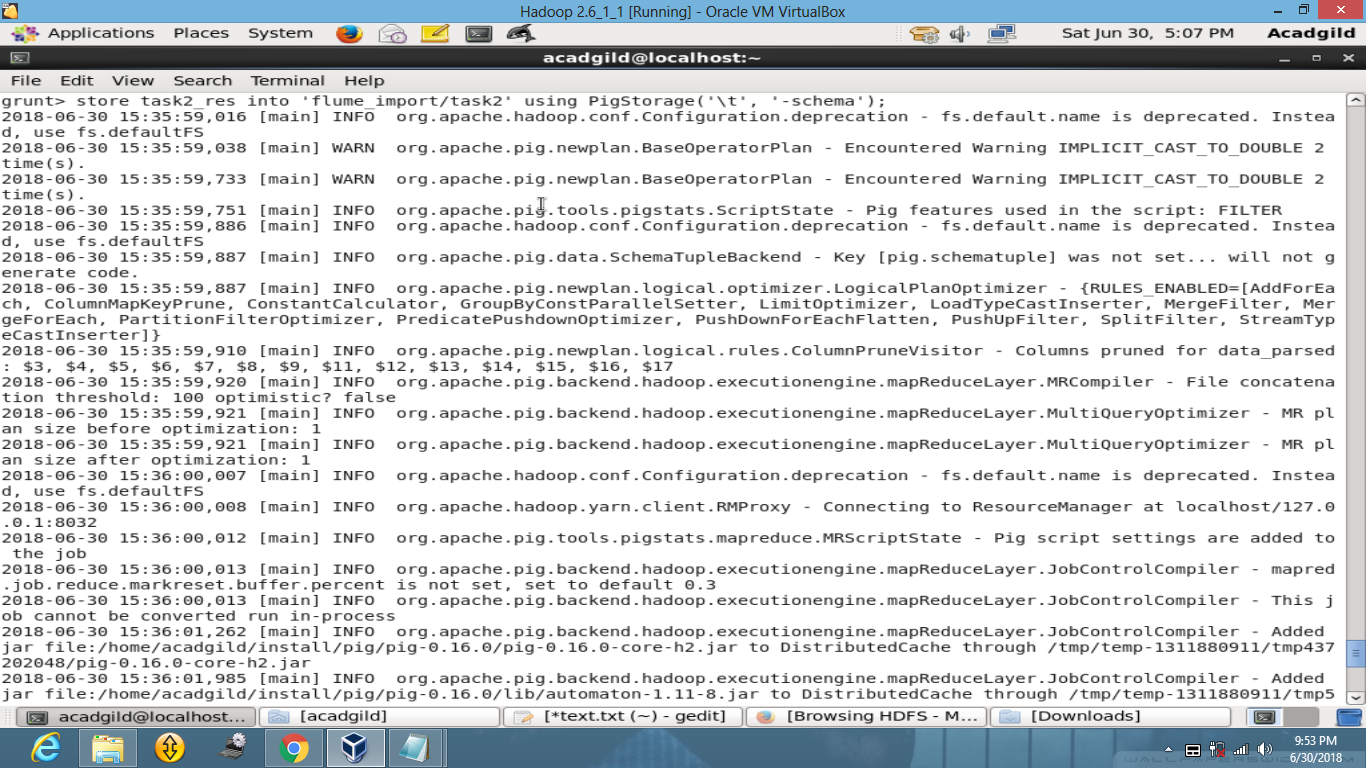 Hadoop 2.6_1_1 [Running] - Oracle VM VirtualBox
Applications Places System Sat Jun 30, 5:07 PM Acadgild
acadgild@localhost:~
File Edit View Search Terminal Help
grunt> store task2_res into 'flume_import/task2' using PigStorage('\t', '-schema');
2018-06-30 15:35:59,016 [main] INFO  org.apache.hadoop.conf.Configuration.deprecation - fs.default.name is deprecated. Instea
d, use fs.defaultFS
2018-06-30 15:35:59,038 [main] WARN  org.apache.pig.newplan.BaseOperatorPlan - Encountered Warning IMPLICIT_CAST_TO_DOUBLE 2
time(s).
2018-06-30 15:35:59,733 [main] WARN  org.apache.pig.newplan.BaseOperatorPlan - Encountered Warning IMPLICIT_CAST_TO_DOUBLE 2
time(s).
2018-06-30 15:35:59,751 [main] INFO  org.apache.pig.tools.pigstats.ScriptState - Pig features used in the script: FILTER
2018-06-30 15:35:59,886 [main] INFO  org.apache.hadoop.conf.Configuration.deprecation - fs.default.name is deprecated. Instea
d, use fs.defaultFS
2018-06-30 15:35:59,887 [main] INFO  org.apache.pig.data.SchemaTupleBackend - Key [pig.schematuple] was not set... will not g
enerate code.
2018-06-30 15:35:59,887 [main] INFO  org.apache.pig.newplan.logical.optimizer.LogicalPlanOptimizer - {RULES_ENABLED=[AddForEa
ch, ColumnMapKeyPrune, ConstantCalculator, GroupByConstParallelSetter, LimitOptimizer, LoadTypeCastInserter, MergeFilter, Mer
geForEach, PartitionFilterOptimizer, PredicatePushdownOptimizer, PushDownForEachFlatten, PushUpFilter, SplitFilter, StreamTyp
eCastInserter]}
2018-06-30 15:35:59,910 [main] INFO  org.apache.pig.newplan.logical.rules.ColumnPruneVisitor - Columns pruned for data_parsed
: $3, $4, $5, $6, $7, $8, $9, $11, $12, $13, $14, $15, $16, $17
2018-06-30 15:35:59,920 [main] INFO  org.apache.pig.backend.hadoop.executionengine.mapReduceLayer.MRCompiler - File concatena
tion threshold: 100 optimistic? false
2018-06-30 15:35:59,921 [main] INFO  org.apache.pig.backend.hadoop.executionengine.mapReduceLayer.MultiQueryOptimizer - MR pl
an size before optimization: 1
2018-06-30 15:35:59,921 [main] INFO  org.apache.pig.backend.hadoop.executionengine.mapReduceLayer.MultiQueryOptimizer - MR pl
an size after optimization: 1
2018-06-30 15:36:00,007 [main] INFO  org.apache.hadoop.conf.Configuration.deprecation - fs.default.name is deprecated. Instea
d, use fs.defaultFS
2018-06-30 15:36:00,008 [main] INFO  org.apache.hadoop.yarn.client.RMProxy - Connecting to ResourceManager at localhost/127.0
.0.1:8032
2018-06-30 15:36:00,012 [main] INFO  org.apache.pig.tools.pigstats.mapreduce.MRScriptState - Pig script settings are added to
 the job
2018-06-30 15:36:00,013 [main] INFO  org.apache.pig.backend.hadoop.executionengine.mapReduceLayer.JobControlCompiler - mapred
.job.reduce.markreset.buffer.percent is not set, set to default 0.3
2018-06-30 15:36:00,013 [main] INFO  org.apache.pig.backend.hadoop.executionengine.mapReduceLayer.JobControlCompiler - This j
ob cannot be converted run in-process
2018-06-30 15:36:01,262 [main] INFO  org.apache.pig.backend.hadoop.executionengine.mapReduceLayer.JobControlCompiler - Added
jar file:/home/acadgild/install/pig/pig-0.16.0/pig-0.16.0-core-h2.jar to DistributedCache through /tmp/temp-1311880911/tmp437
202048/pig-0.16.0-core-h2.jar
2018-06-30 15:36:01,985 [main] INFO  org.apache.pig.backend.hadoop.executionengine.mapReduceLayer.JobControlCompiler - Added
jar file:/home/acadgild/install/pig/pig-0.16.0/lib/automaton-1.11-8.jar to DistributedCache through /tmp/temp-1311880911/tmp5
acadgild@localhost:... [acadgild] [*text.txt (~) - gedit] [Browsing HDFS - M... [Downloads]
9:53 PM
6/30/2018